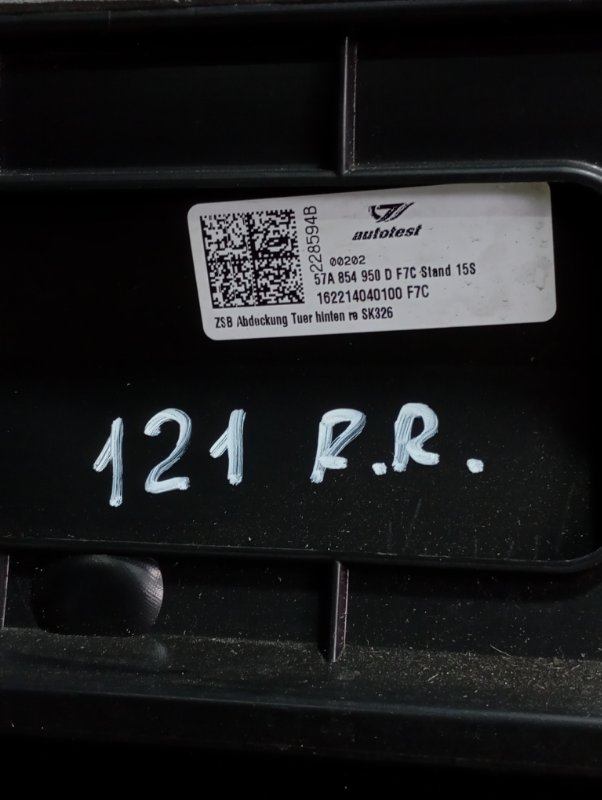 autotest
228594B
00202
57A 854 950 D F7C Stand 15S
162214040100 F7C
ZSB Abdeckung Tuer hinten re SK326
121 R.R.